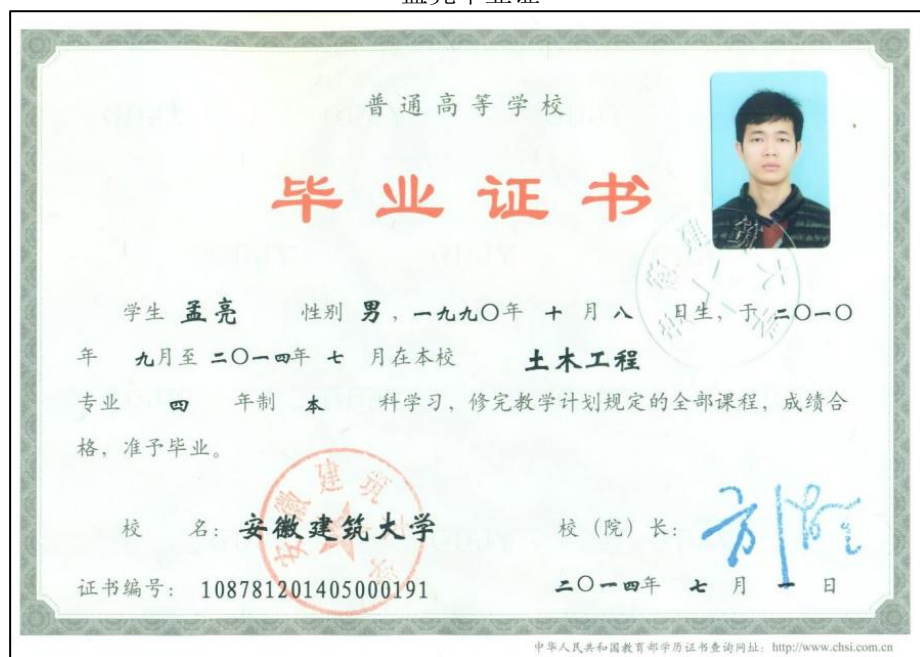 孟亮毕业证
普通高等学校
毕业证书
学生 孟亮 性别 男，一九九〇年 十 月 八 日生，于 二〇一〇
年 九月至 二〇一四年 七 月在本校 土木工程
专业 四 年制 本 科学习，修完教学计划规定的全部课程，成绩合
格，准予毕业。
校 名：安徽建筑大学 校（院）长：
证书编号：108781201405000191 二〇一四年 七 月 一 日
中华人民共和国教育部学历证书查询网址：http://www.chsi.com.cn